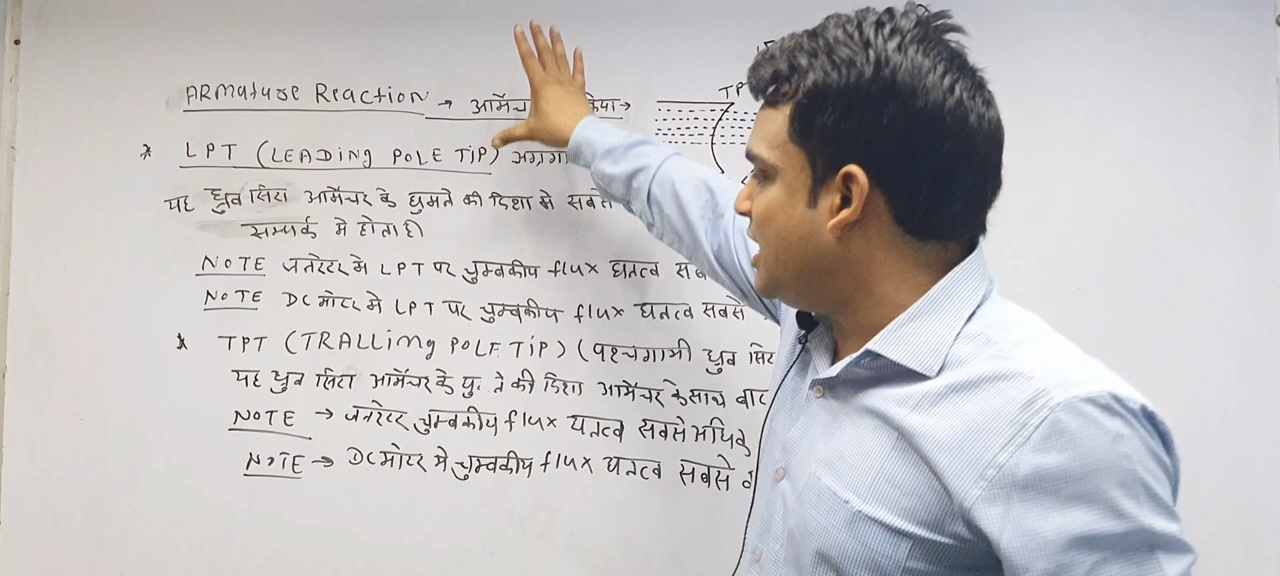 ARMature Reaction → आर्मेच
TP
* LPT (LEADING POLE TIP)
यह ध्रुव सिरा आर्मेचर के घुमने की दिशा मे सबसे
सम्पर्क मे होता है
NOTE जनरेटर मे LPT पर चुम्बकीय flux घनत्व सब
NOTE DC मोटर मे LPT पर चुम्बकीय flux घनत्व सबसे
* TPT (TRALLING POLE TIP) (पश्चगामी ध्रुव सिर
यह ध्रुव सिरा आर्मेचर के की दिशा आर्मेचर के साथ बाद
NOTE → जनरेटर चुम्बकीय flux घनत्व सबसे अधिक
NOTE → DC मोटर मे चुम्बकीय flux घनत्व सबसे